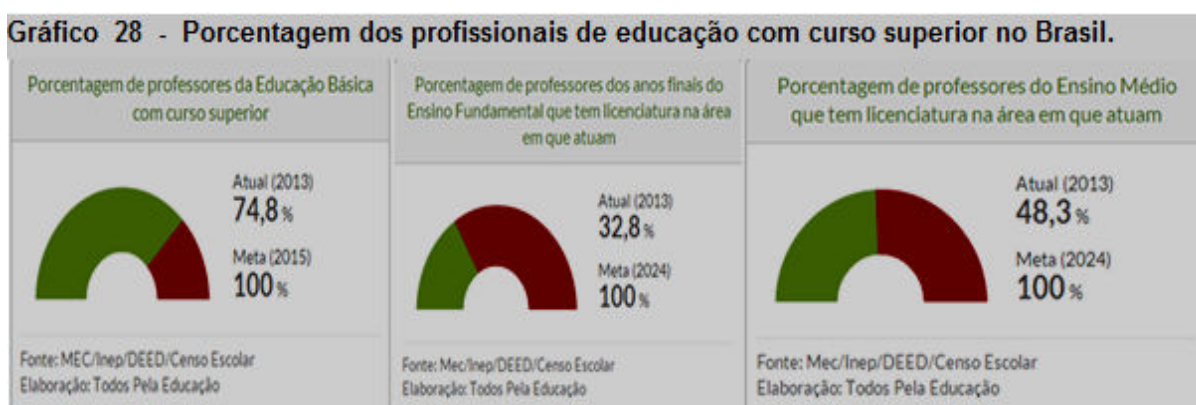 Gráfico 28 - Porcentagem dos profissionais de educação com curso superior no Brasil.
Porcentagem de professores da Educação Básica
com curso superior
Atual (2013)
74,8 %
Meta (2015)
100 %
Fonte: MEC/Inep/DEED/Censo Escolar
Elaboração: Todos Pela Educação
Porcentagem de professores dos anos finais do
Ensino Fundamental que tem licenciatura na área
em que atuam
Atual (2013)
32,8 %
Meta (2024)
100 %
Fonte: Mec/Inep/DEED/Censo Escolar
Elaboração: Todos Pela Educação
Porcentagem de professores do Ensino Médio
que tem licenciatura na área em que atuam
Atual (2013)
48,3 %
Meta (2024)
100 %
Fonte: Mec/Inep/DEED/Censo Escolar
Elaboração: Todos Pela Educação